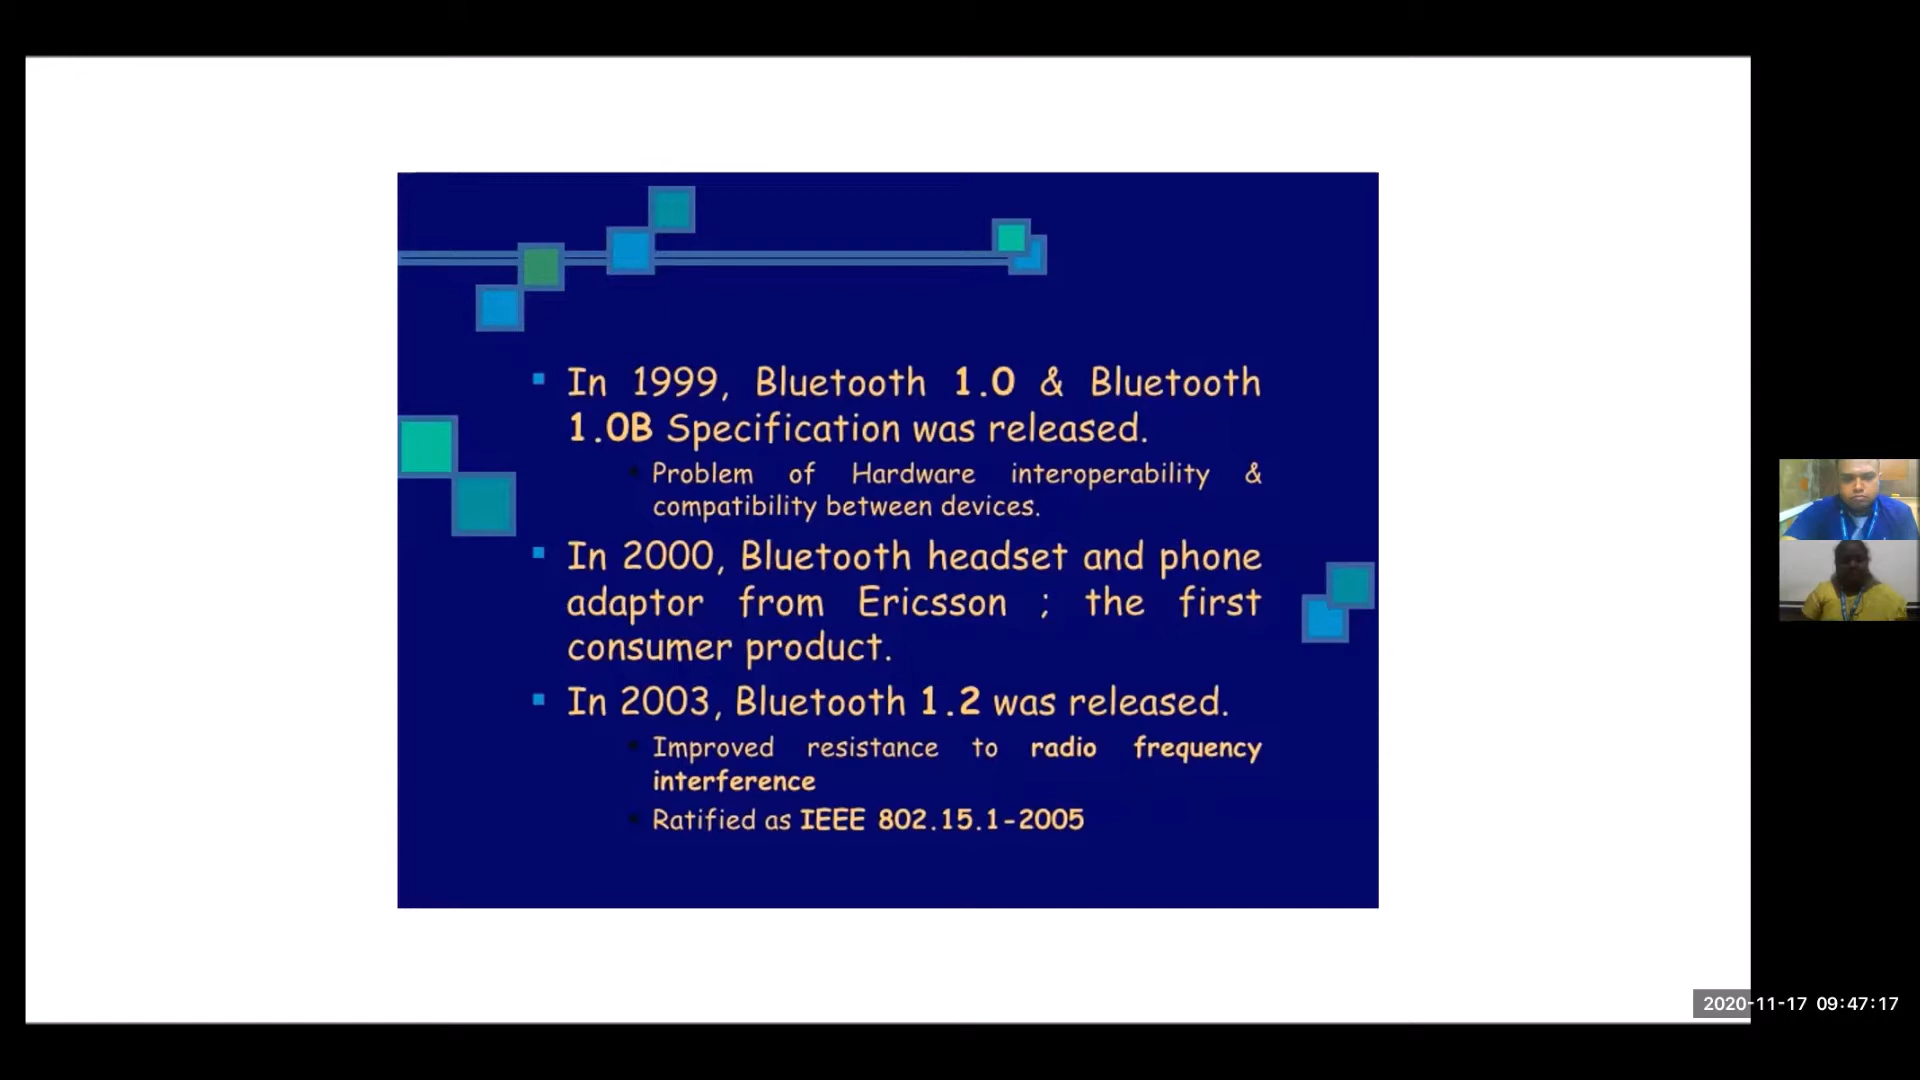 In 1999, Bluetooth 1.0 & Bluetooth
1.0B Specification was released.
Problem of Hardware interoperability &
compatibility between devices.
In 2000, Bluetooth headset and phone
adaptor from Ericsson ; the first
consumer product.
In 2003, Bluetooth 1.2 was released.
Improved resistance to radio frequency
interference
Ratified as IEEE 802.15.1-2005
2020-11-17 09:47:17